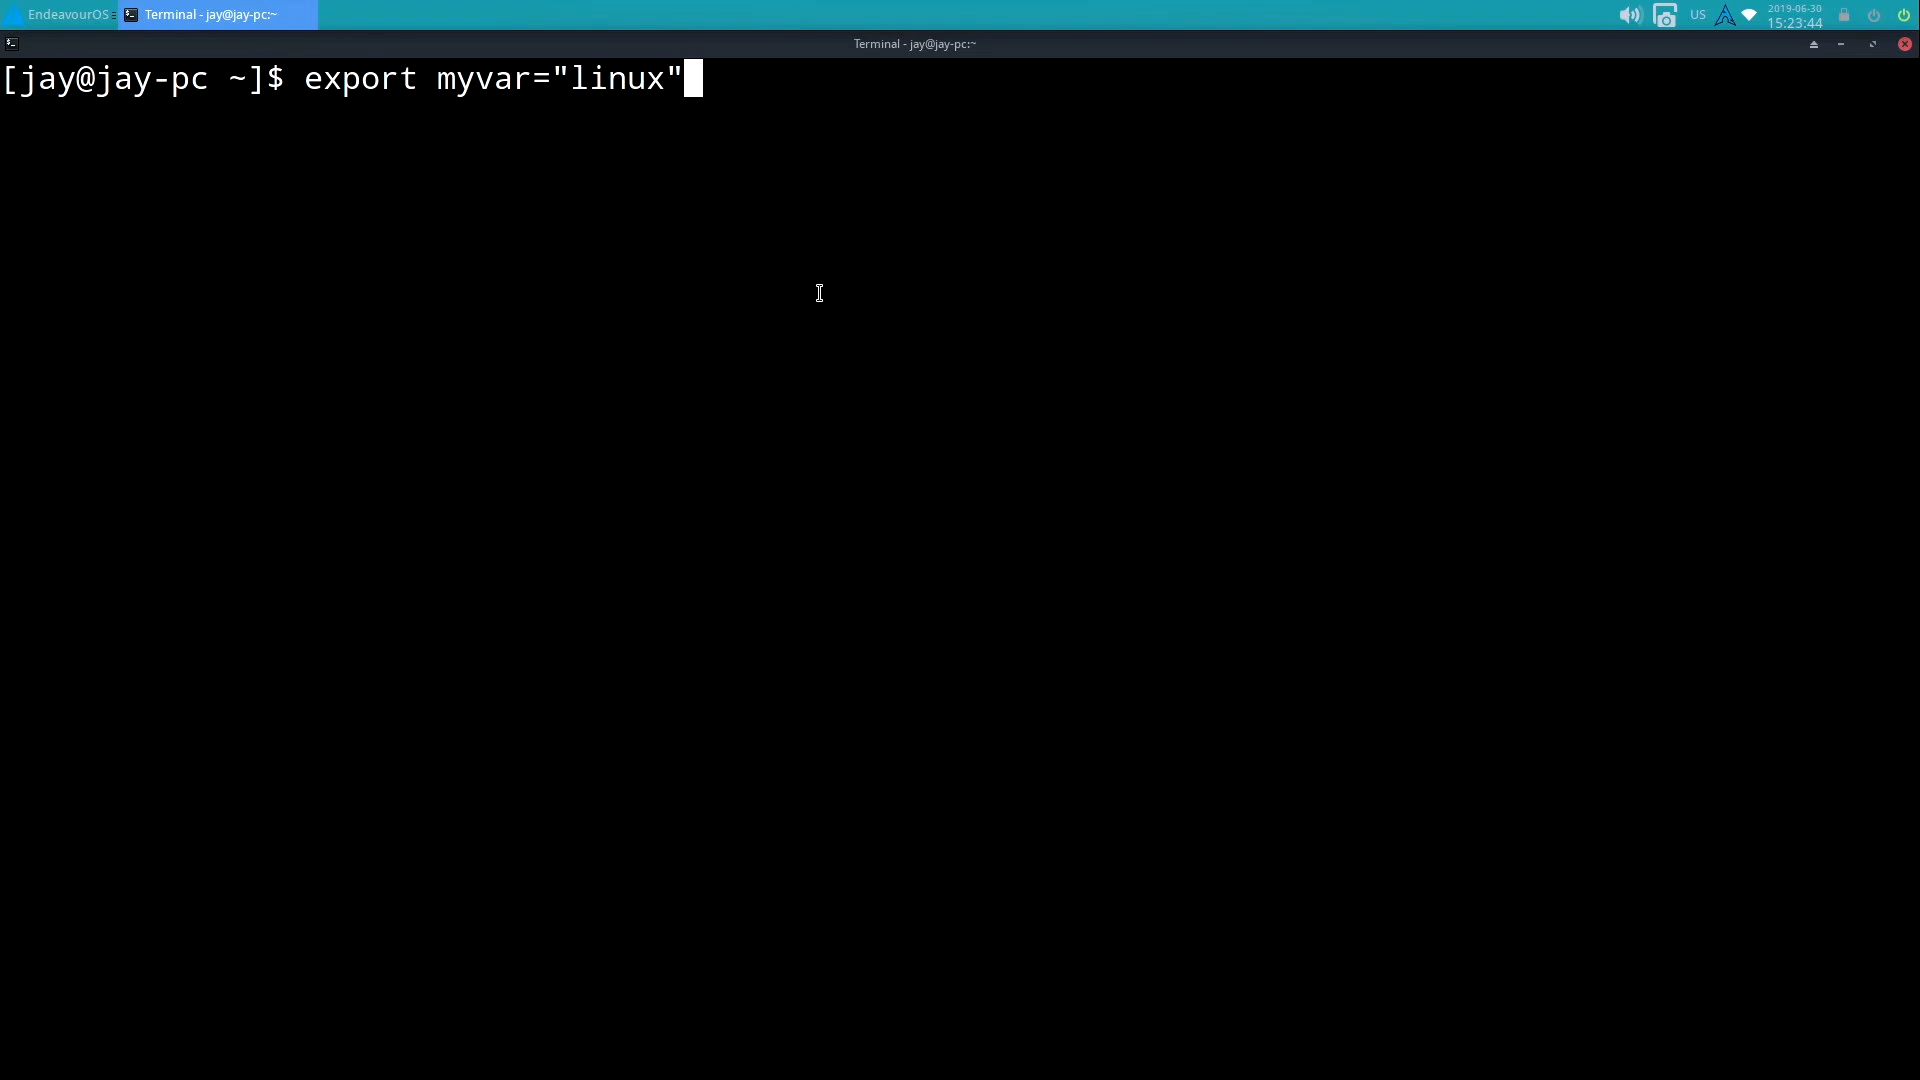 EndeavourOS
Terminal - jay@jay-pc:~
US
2019-06-30
15:23:44
Terminal - jay@jay-pc:~
[jay@jay-pc ~]$ export myvar="linux"